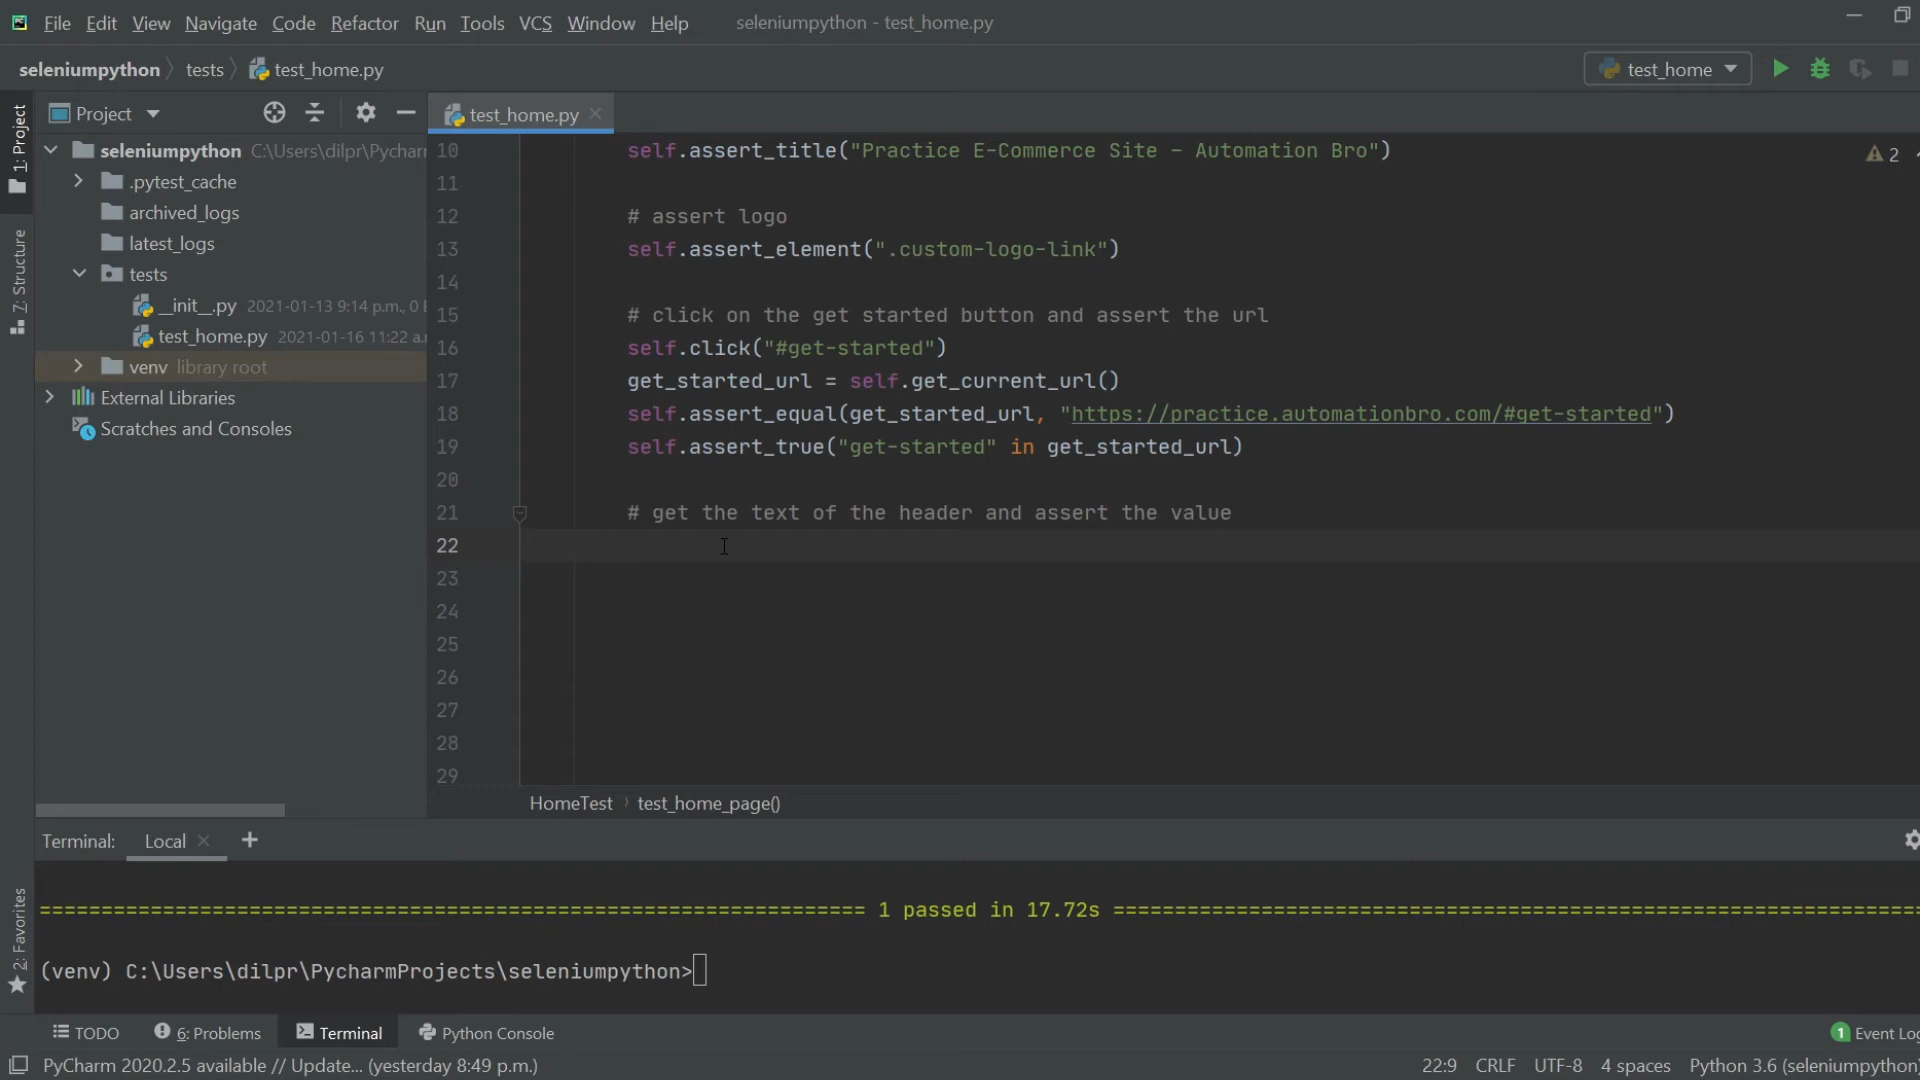 File Edit View Navigate Code Refactor Run Tools VCS Window Help seleniumpython - test_home.py
seleniumpython tests test_home.py test_home
Project test_home.py
1: Project
seleniumpython C:\Users\dilpr\Pycharm
.pytest_cache
archived_logs
latest_logs
tests
__init__.py 2021-01-13 9:14 p.m., 0
test_home.py 2021-01-16 11:22 a.
venv library root
External Libraries
Scratches and Consoles
7: Structure
2: Favorites
2
10 self.assert_title("Practice E-Commerce Site – Automation Bro")
11
12 # assert logo
13 self.assert_element(".custom-logo-link")
14
15 # click on the get started button and assert the url
16 self.click("#get-started")
17 get_started_url = self.get_current_url()
18 self.assert_equal(get_started_url, "https://practice.automationbro.com/#get-started")
19 self.assert_true("get-started" in get_started_url)
20
21 # get the text of the header and assert the value
22
23
24
25
26
27
28
29
HomeTest test_home_page()
Terminal: Local +
============================ 1 passed in 17.72s ============================
(venv) C:\Users\dilpr\PycharmProjects\seleniumpython>
TODO 6: Problems Terminal Python Console 1 Event Log
PyCharm 2020.2.5 available // Update... (yesterday 8:49 p.m.) 22:9 CRLF UTF-8 4 spaces Python 3.6 (seleniumpython)